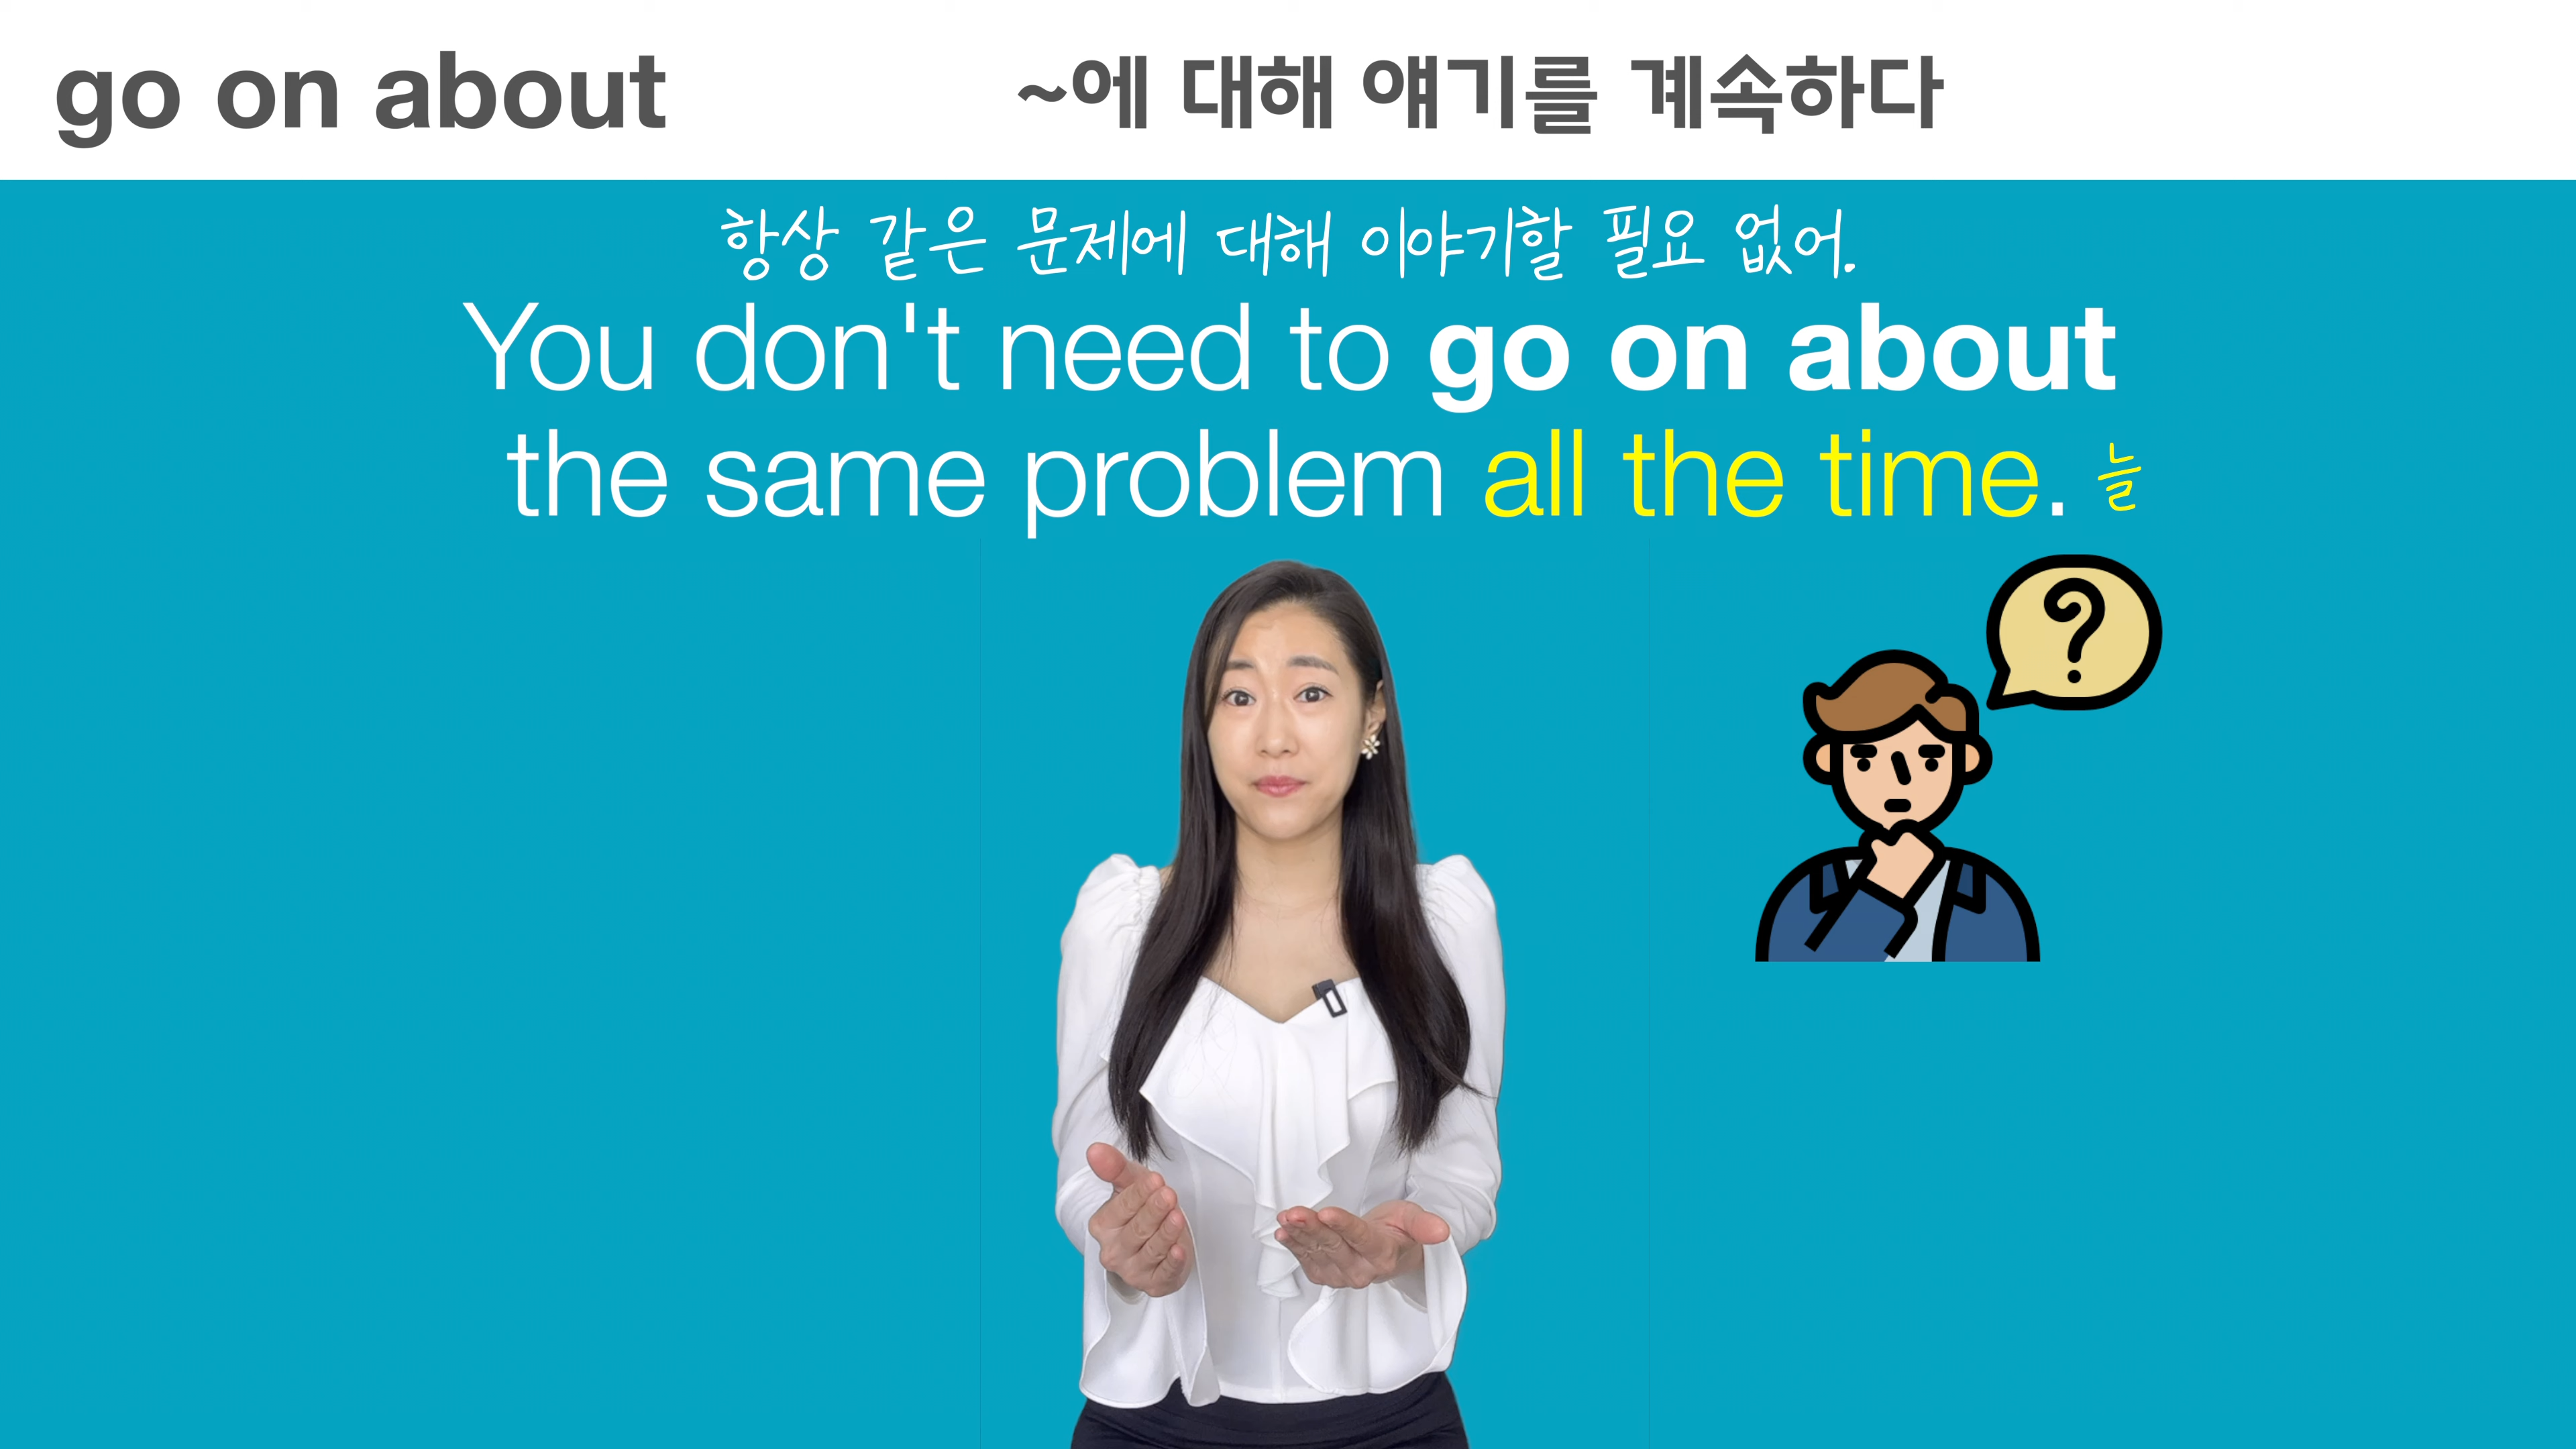 go on about ~에 대해 얘기를 계속하다
항상 같은 문제에 대해 이야기할 필요 없어.
You don't need to go on about
the same problem all the time. 늘
?